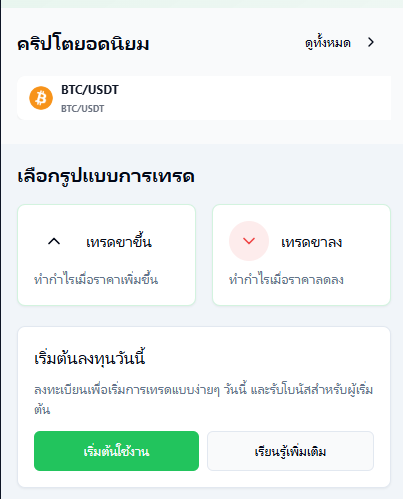 คริปโตยอดนิยม
ดูทั้งหมด
BTC/USDT
BTC/USDT
เลือกรูปแบบการเทรด
เทรดขาขึ้น
เทรดขาลง
ทำกำไรเมื่อราคาเพิ่มขึ้น
ทำกำไรเมื่อราคาลดลง
เริ่มต้นลงทุนวันนี้
ลงทะเบียนเพื่อเริ่มการเทรดแบบง่ายๆ วันนี้ และรับโบนัสสำหรับผู้เริ่ม
ต้น
เริ่มต้นใช้งาน
เรียนรู้เพิ่มเติม